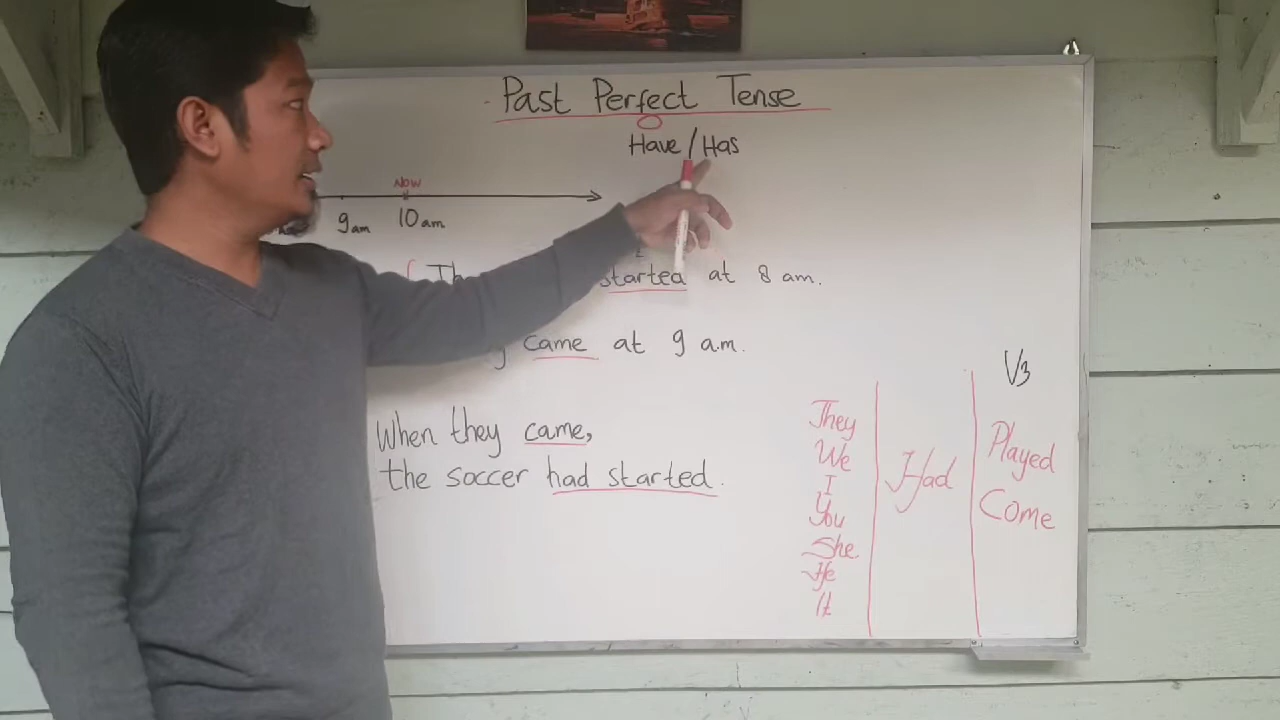 Past Perfect Tense
Have / Has
Now
9am 10am
started at 8 am.
came at 9 a.m.
When they came,
the soccer had started.
They
We
I
You
She
He
It
Had
V3
Played
Come